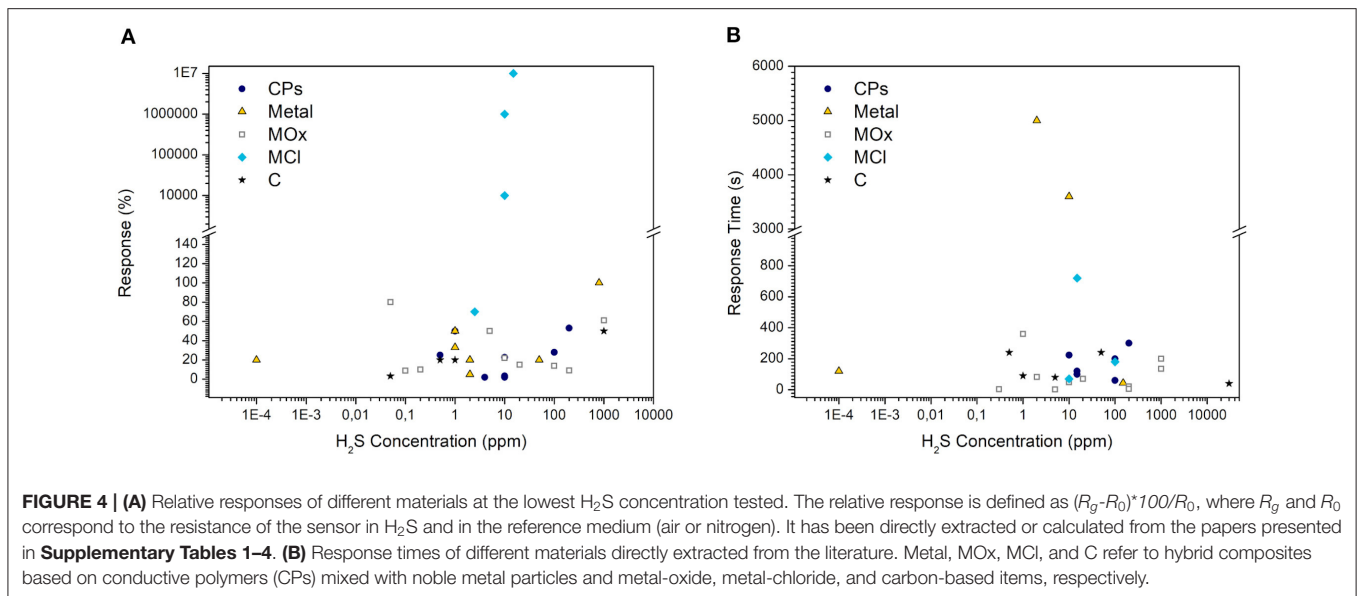 A
1E7
1000000
100000
10000
140
120
100
80
60
40
20
0
Response (%)
CPs
Metal
MOx
MCl
C
1E-4 1E-3 0,01 0,1 1 10 100 1000 10000
H₂S Concentration (ppm)
B
6000
5000
4000
3000
800
600
400
200
0
Response Time (s)
CPs
Metal
MOx
MCl
C
1E-4 1E-3 0,01 0,1 1 10 100 1000 10000
H₂S Concentration (ppm)
FIGURE 4 | (A) Relative responses of different materials at the lowest H₂S concentration tested. The relative response is defined as (Rg-R0)*100/R0, where Rg and R0
correspond to the resistance of the sensor in H₂S and in the reference medium (air or nitrogen). It has been directly extracted or calculated from the papers presented
in Supplementary Tables 1–4. (B) Response times of different materials directly extracted from the literature. Metal, MOx, MCl, and C refer to hybrid composites
based on conductive polymers (CPs) mixed with noble metal particles and metal-oxide, metal-chloride, and carbon-based items, respectively.